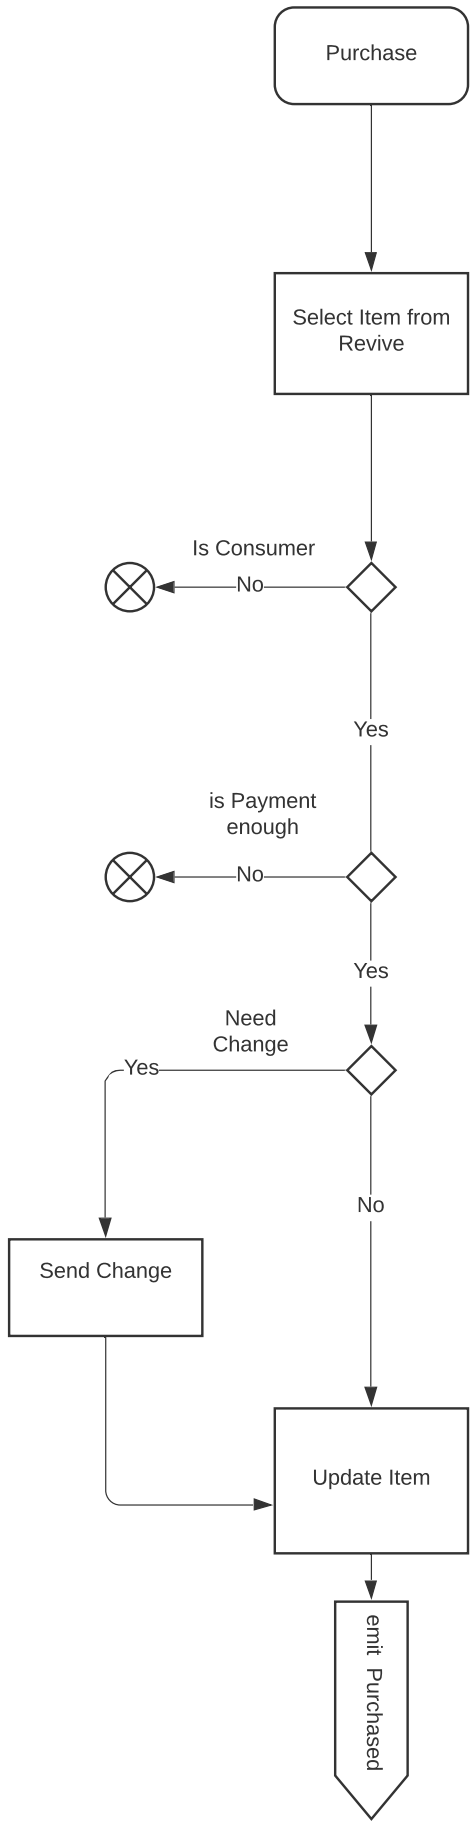 Purchase
Select Item from
Revive
Is Consumer
No
Yes
is Payment
enough
No
Yes
Need
Change
Yes
No
Send Change
Update Item
emit  Purchased